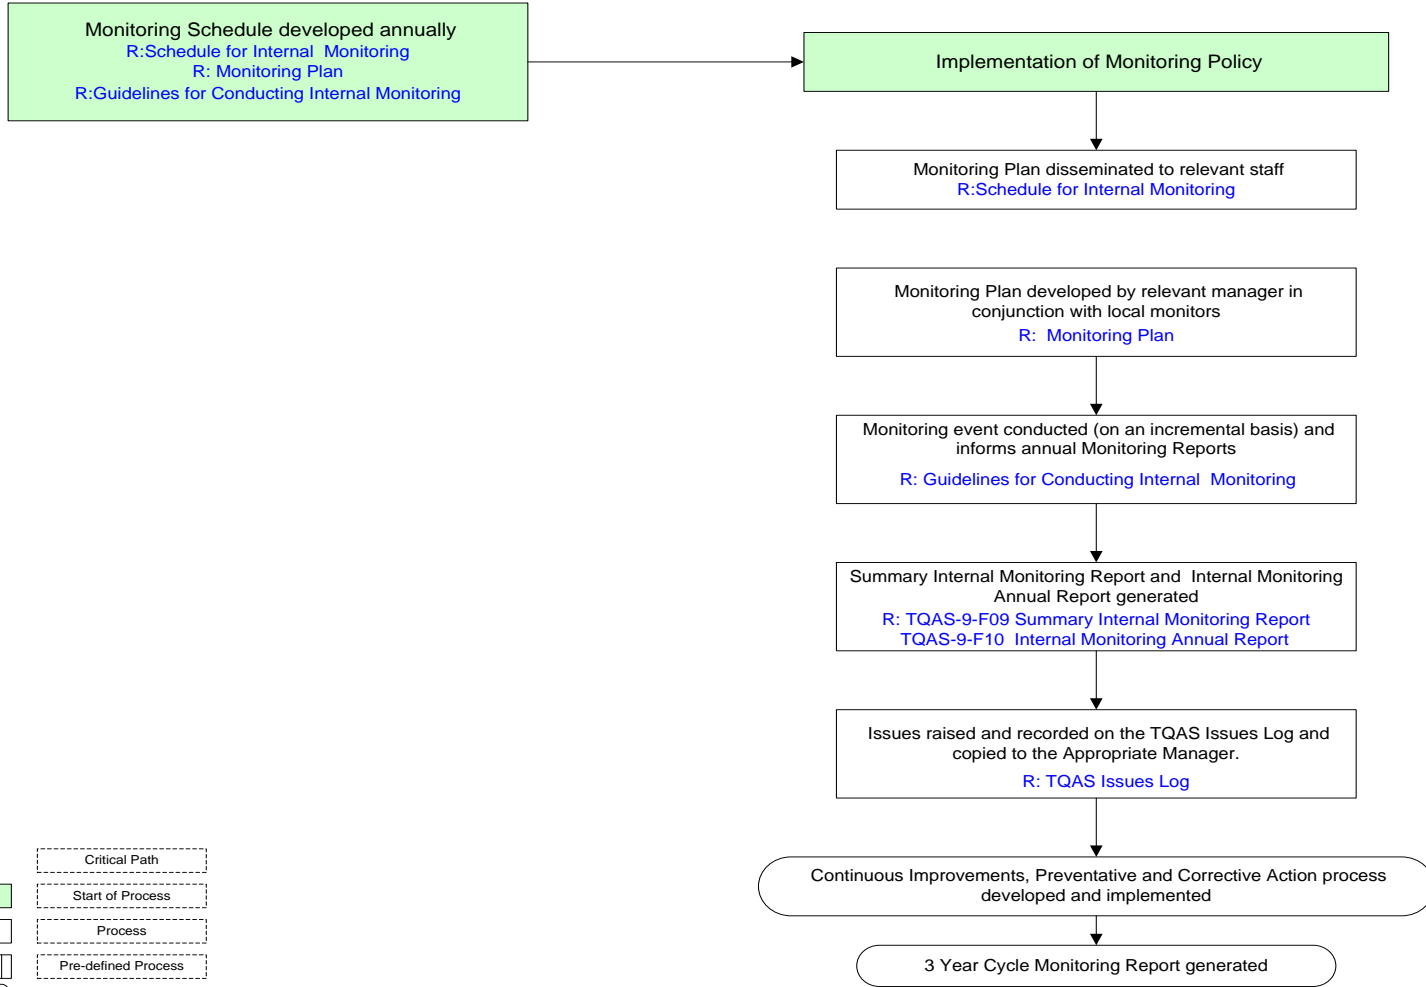 Monitoring Schedule developed annually
R:Schedule for Internal  Monitoring
R: Monitoring Plan
R:Guidelines for Conducting Internal  Monitoring
Implementation of Monitoring Policy
Monitoring Plan disseminated to relevant staff
R:Schedule for Internal Monitoring
Monitoring Plan developed by relevant manager in
conjunction with local monitors
R:  Monitoring Plan
Monitoring event conducted (on an incremental basis) and
informs annual Monitoring Reports
R: Guidelines for Conducting Internal  Monitoring
Summary Internal Monitoring Report and  Internal Monitoring
Annual Report generated
R: TQAS-9-F09 Summary Internal Monitoring Report
TQAS-9-F10  Internal Monitoring Annual Report
Issues raised and recorded on the TQAS Issues Log and
copied to the Appropriate Manager.
R: TQAS Issues Log
Continuous Improvements, Preventative and Corrective Action process
developed and implemented
3 Year Cycle Monitoring Report generated
Critical Path
Start of Process
Process
Pre-defined Process